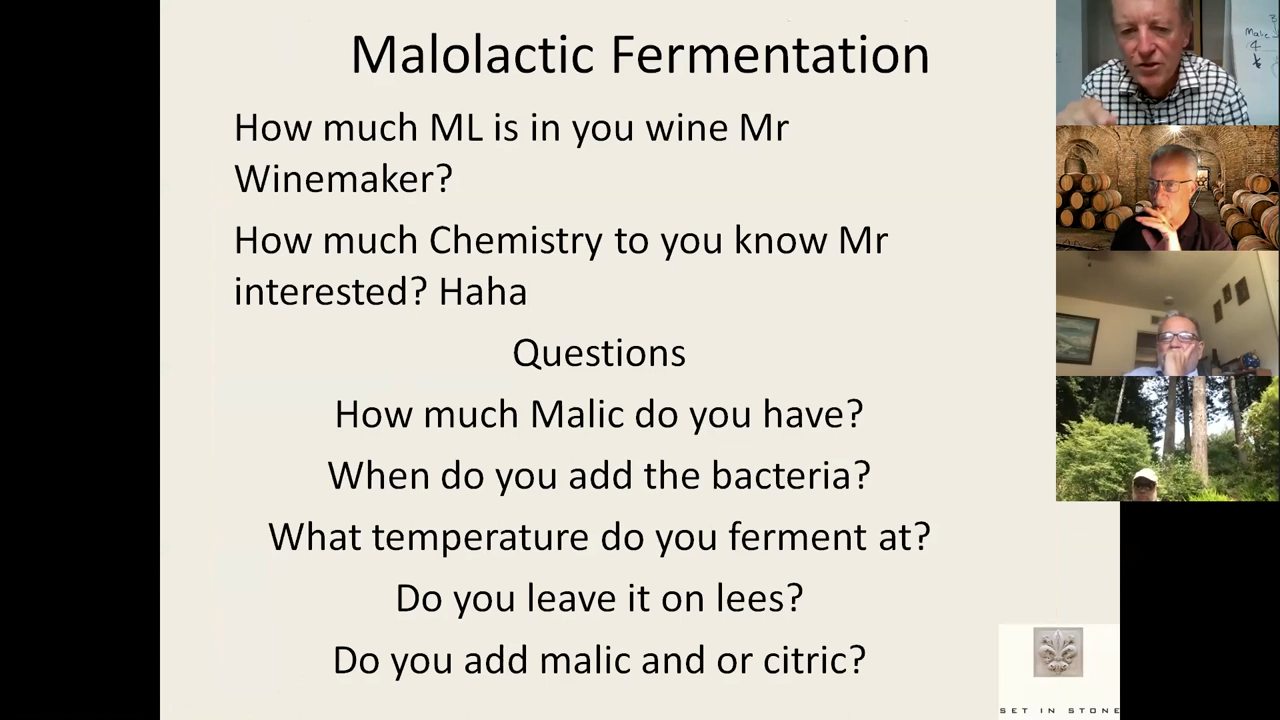 Malolactic Fermentation
How much ML is in you wine Mr
Winemaker?
How much Chemistry to you know Mr
interested? Haha
Questions
How much Malic do you have?
When do you add the bacteria?
What temperature do you ferment at?
Do you leave it on lees?
Do you add malic and or citric?
SET IN STONE
Malic
4